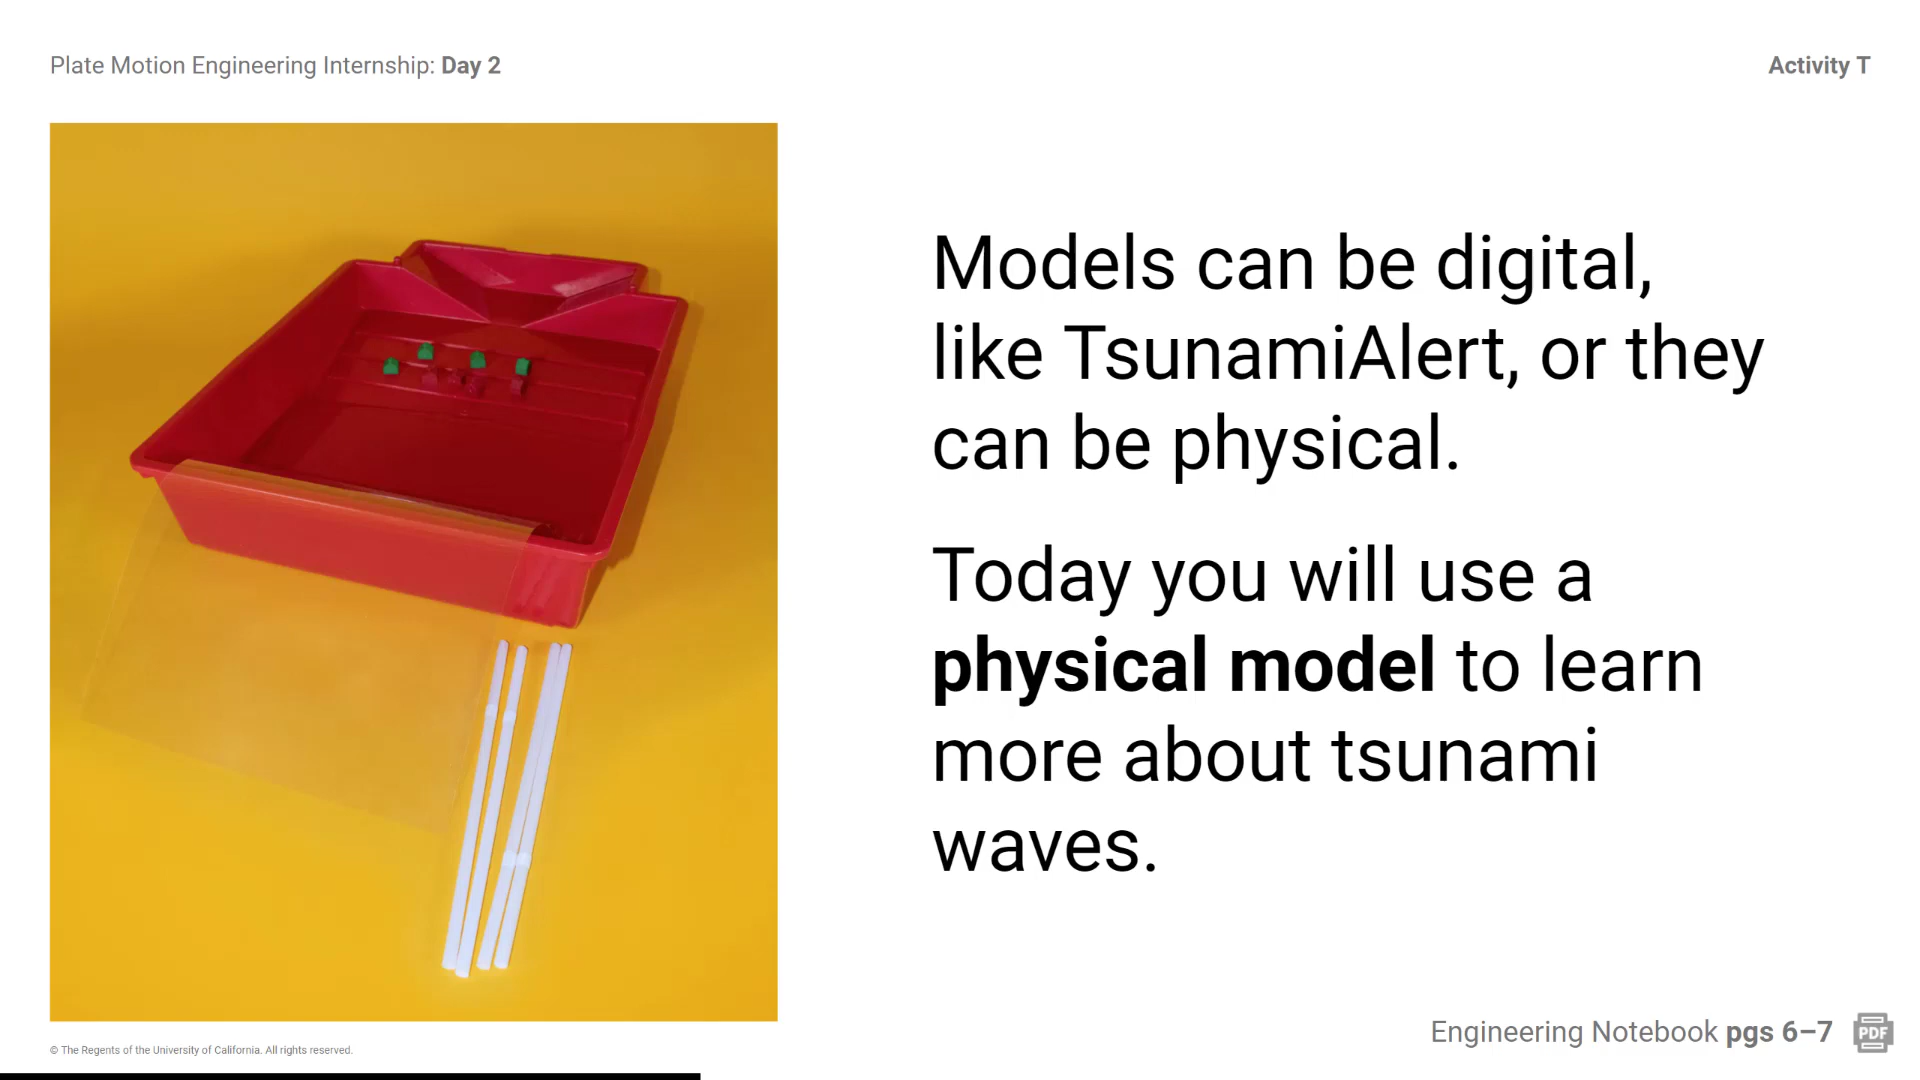 Plate Motion Engineering Internship: Day 2
Activity T
Models can be digital,
like TsunamiAlert, or they
can be physical.
Today you will use a
physical model to learn
more about tsunami
waves.
Engineering Notebook pgs 6–7
PDF
© The Regents of the University of California. All rights reserved.